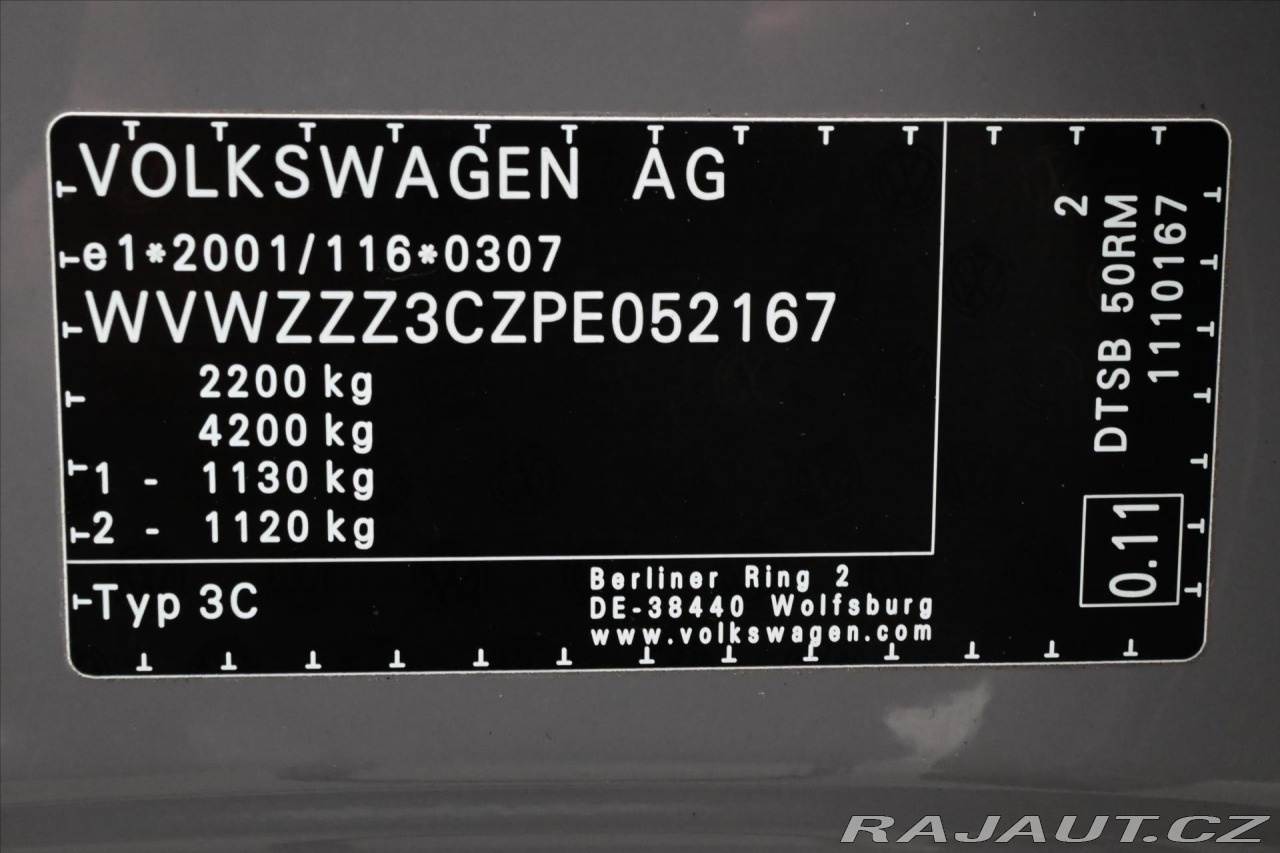 VOLKSWAGEN AG
e1*2001/116*0307
WVWZZZ3CZPE052167
2200 kg
4200 kg
1 - 1130 kg
2 - 1120 kg
Typ 3C
Berliner Ring 2
DE-38440 Wolfsburg
www.volkswagen.com
2
DTSB 50RM
1110167
0.11
RAJAUT.CZ